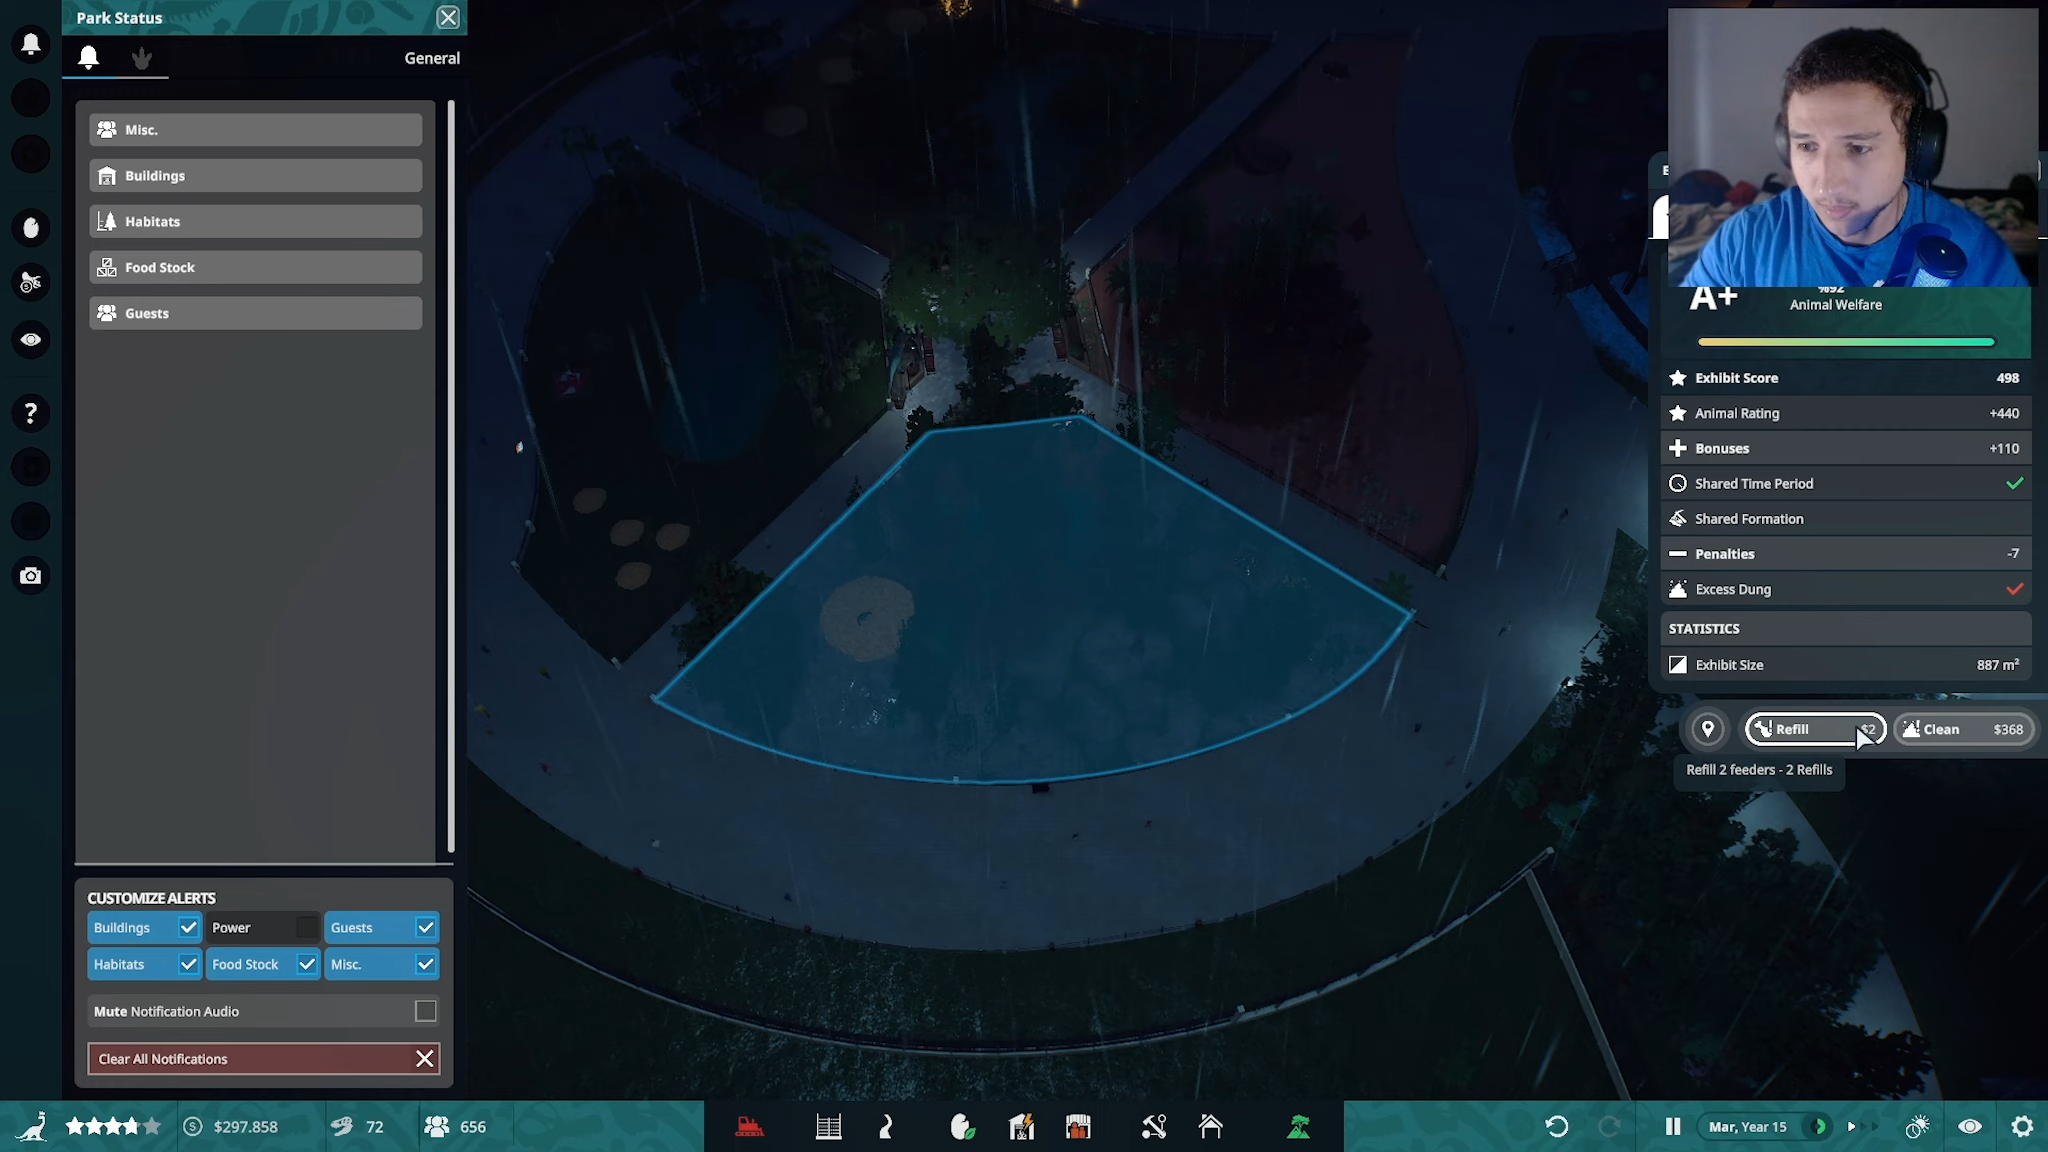 Park Status
General
Misc.
Buildings
Habitats
Food Stock
Guests
CUSTOMIZE ALERTS
Buildings Power Guests
Habitats Food Stock Misc.
Mute Notification Audio
Clear All Notifications
A+
%92
Animal Welfare
Exhibit Score 498
Animal Rating +440
Bonuses +110
Shared Time Period
Shared Formation
Penalties -7
Excess Dung
STATISTICS
Exhibit Size 887 m²
Refill $2 Clean $368
Refill 2 feeders - 2 Refills
$297.858 72 656 Mar, Year 15